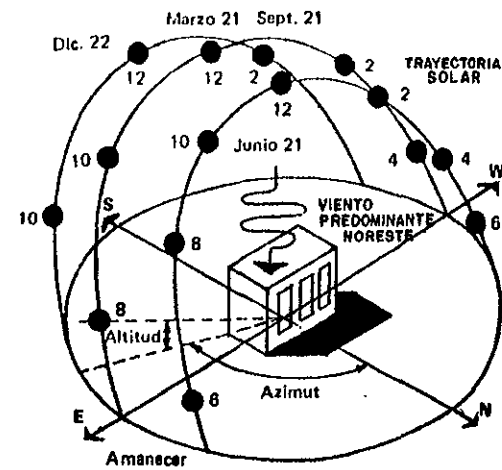 Marzo 21 Sept. 21
Dic. 22
12
12
2
2
TRAYECTORIA
SOLAR
12
2
10
10
Junio 21
4
4
W
10
S
VIENTO
PREDOMINANTE
NORESTE
6
8
8
Altitud
Azimut
6
E
N
Amanecer